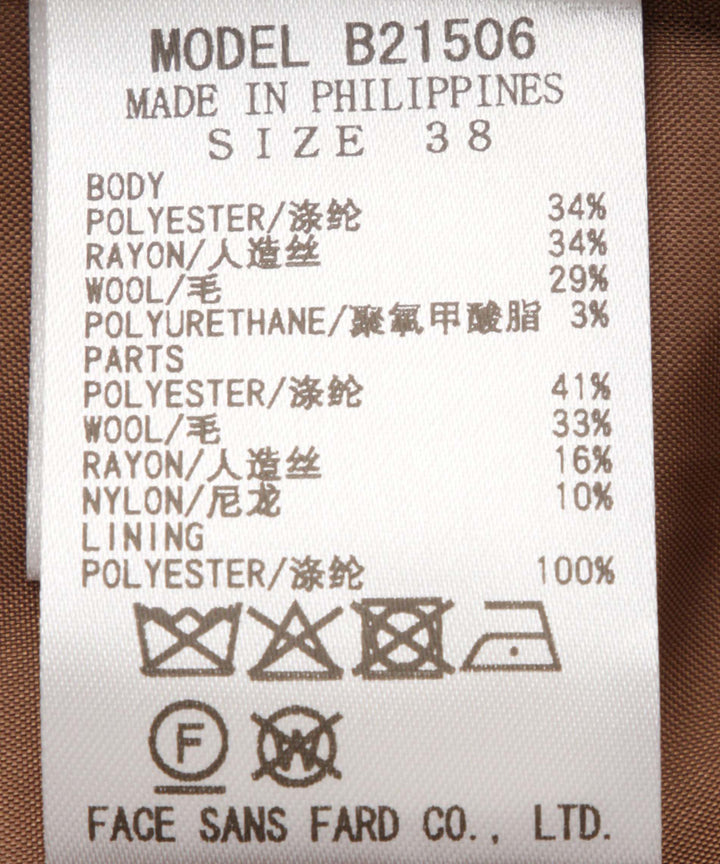 MODEL B21506
MADE IN PHILIPPINES
SIZE 38
BODY
POLYESTER/涤纶 34%
RAYON/人造丝 34%
WOOL/毛 29%
POLYURETHANE/聚氰甲酸脂 3%
PARTS
POLYESTER/涤纶 41%
WOOL/毛 33%
RAYON/人造丝 16%
NYLON/尼龙 10%
LINING
POLYESTER/涤纶 100%
F W
FACE SANS FARD CO., LTD.